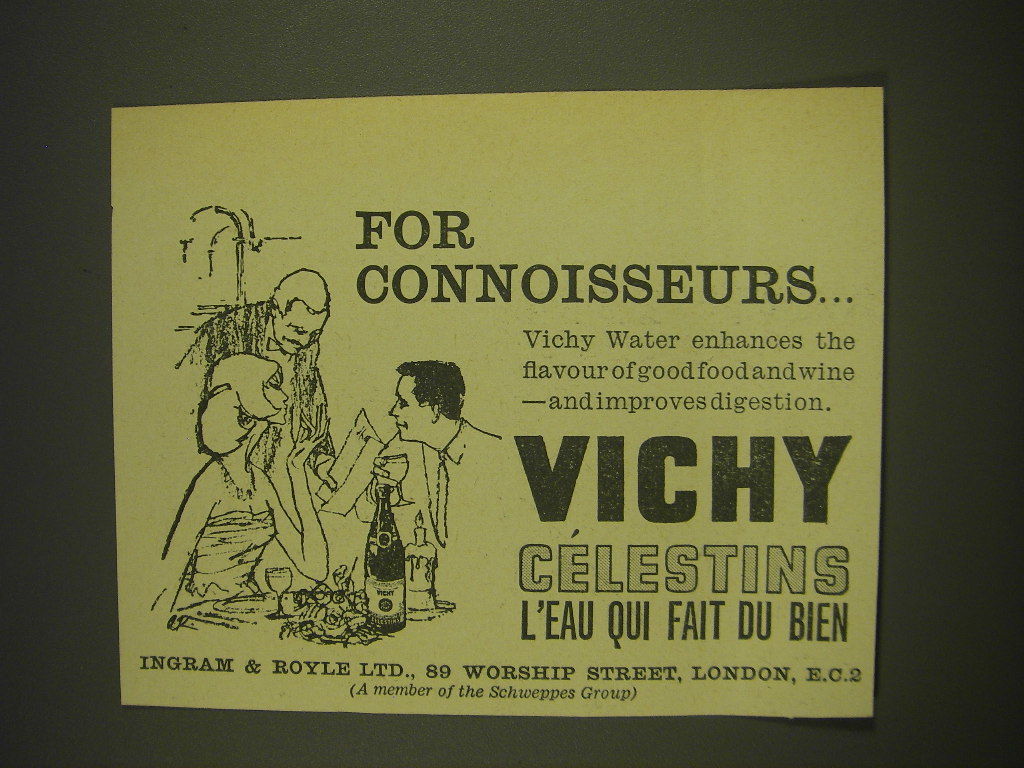 FOR
CONNOISSEURS...
Vichy Water enhances the
flavour of good food and wine
—and improves digestion.
VICHY
CÉLESTINS
L'EAU QUI FAIT DU BIEN
VICHY
CELESTINS
INGRAM & ROYLE LTD., 89 WORSHIP STREET, LONDON, E.C.2
(A member of the Schweppes Group)